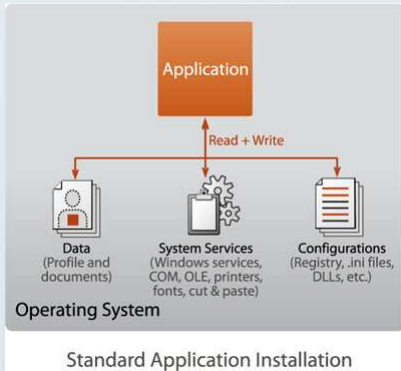 Application
Read + Write
Data
(Profile and
documents)
System Services
(Windows services,
COM, OLE, printers,
fonts, cut & paste)
Configurations
(Registry, .ini files,
DLLs, etc.)
Operating System
Standard Application Installation